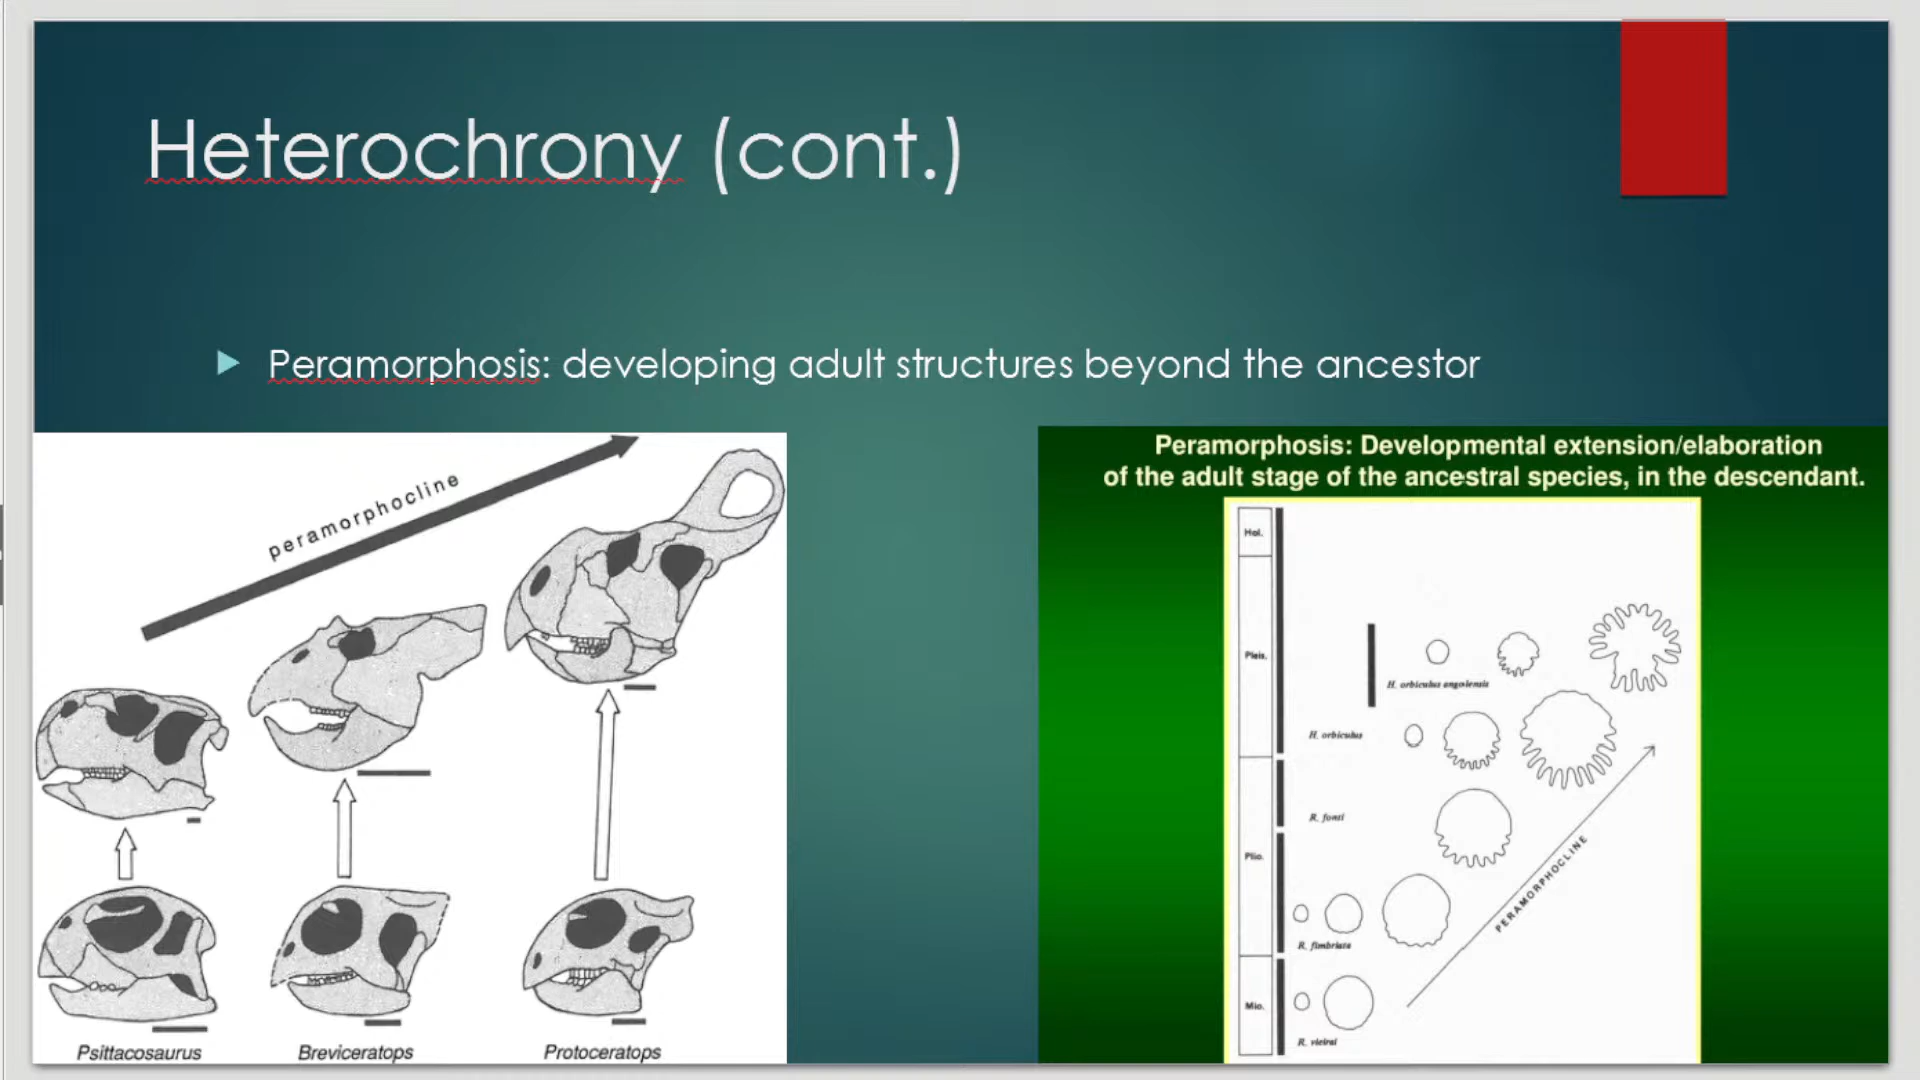 Heterochrony (cont.)
Peramorphosis: developing adult structures beyond the ancestor
peramorphocline
Psittacosaurus
Breviceratops
Protoceratops
Peramorphosis: Developmental extension/elaboration
of the adult stage of the ancestral species, in the descendant.
Hol.
Pleis.
H. orbiculus angolensis
H. orbiculus
R. fonti
Plio.
PERAMORPHOCLINE
R. fimbriata
Mio.
R. vieirai